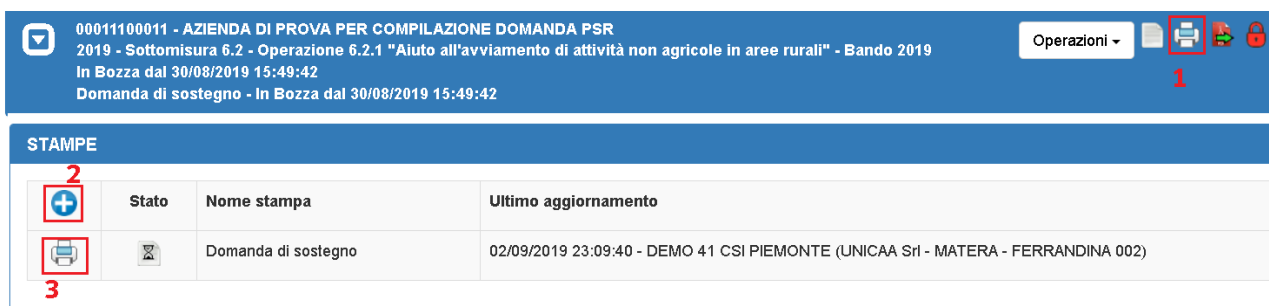 00011100011 - AZIENDA DI PROVA PER COMPILAZIONE DOMANDA PSR
2019 - Sottomisura 6.2 - Operazione 6.2.1 "Aiuto all'avviamento di attività non agricole in aree rurali" - Bando 2019
In Bozza dal 30/08/2019 15:49:42
Domanda di sostegno - In Bozza dal 30/08/2019 15:49:42
Operazioni
1
STAMPE
2
Stato Nome stampa Ultimo aggiornamento
Domanda di sostegno 02/09/2019 23:09:40 - DEMO 41 CSI PIEMONTE (UNICAA Srl - MATERA - FERRANDINA 002)
3